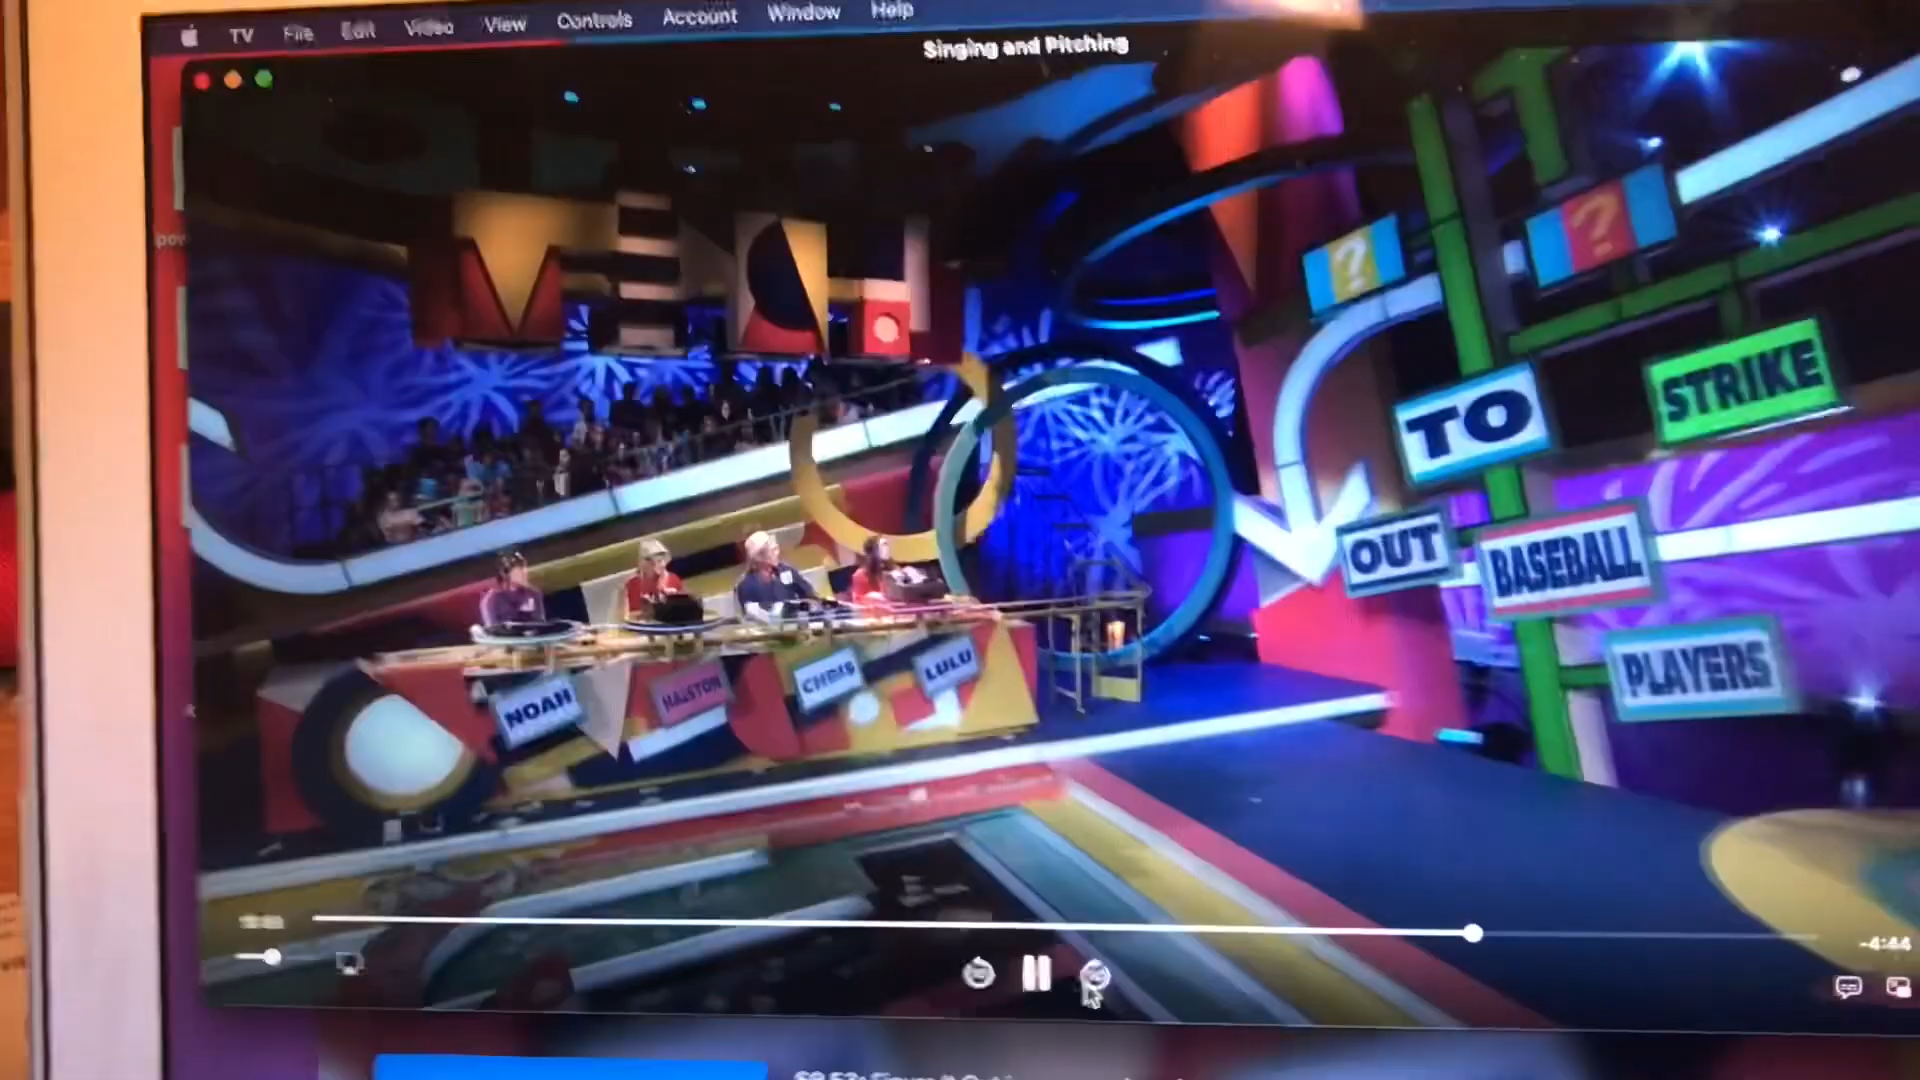 TV File Edit Video View Controls Account Window Help
Singing and Pitching
?
?
TO
STRIKE
OUT
BASEBALL
PLAYERS
NOAH
HALSTON
CHRIS
LULU
-4:44